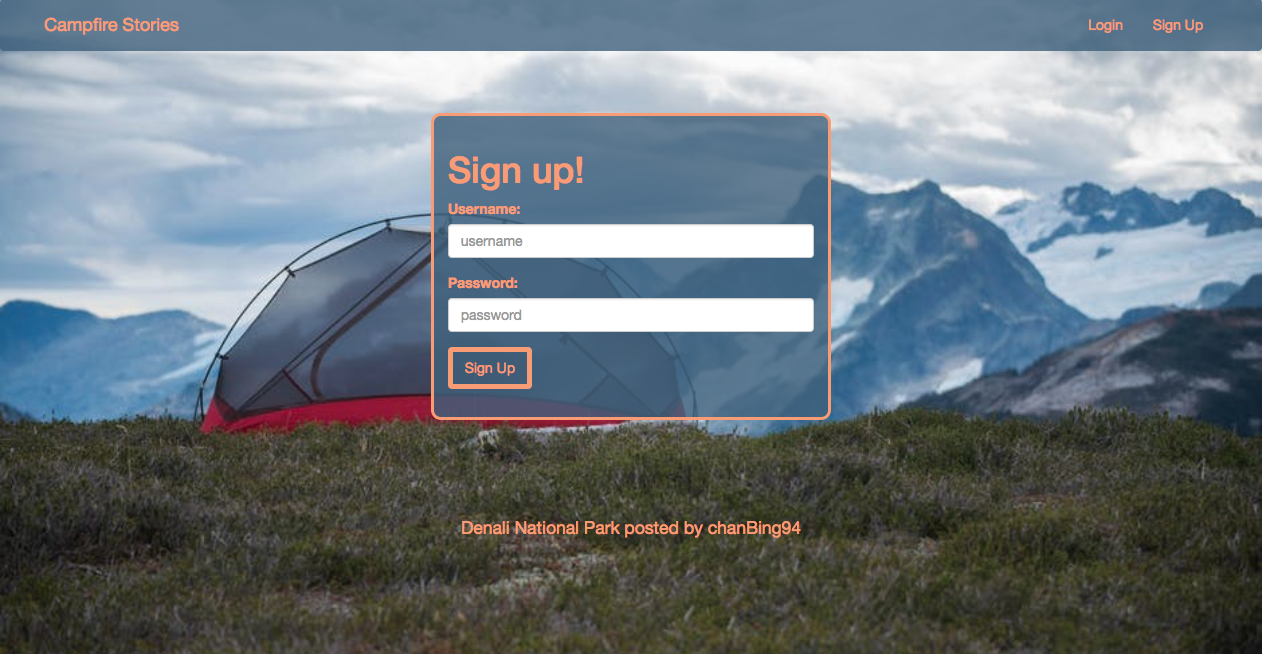 Campfire Stories
Login
Sign Up
Sign up!
Username:
username
Password:
password
Sign Up
Denali National Park posted by chanBing94